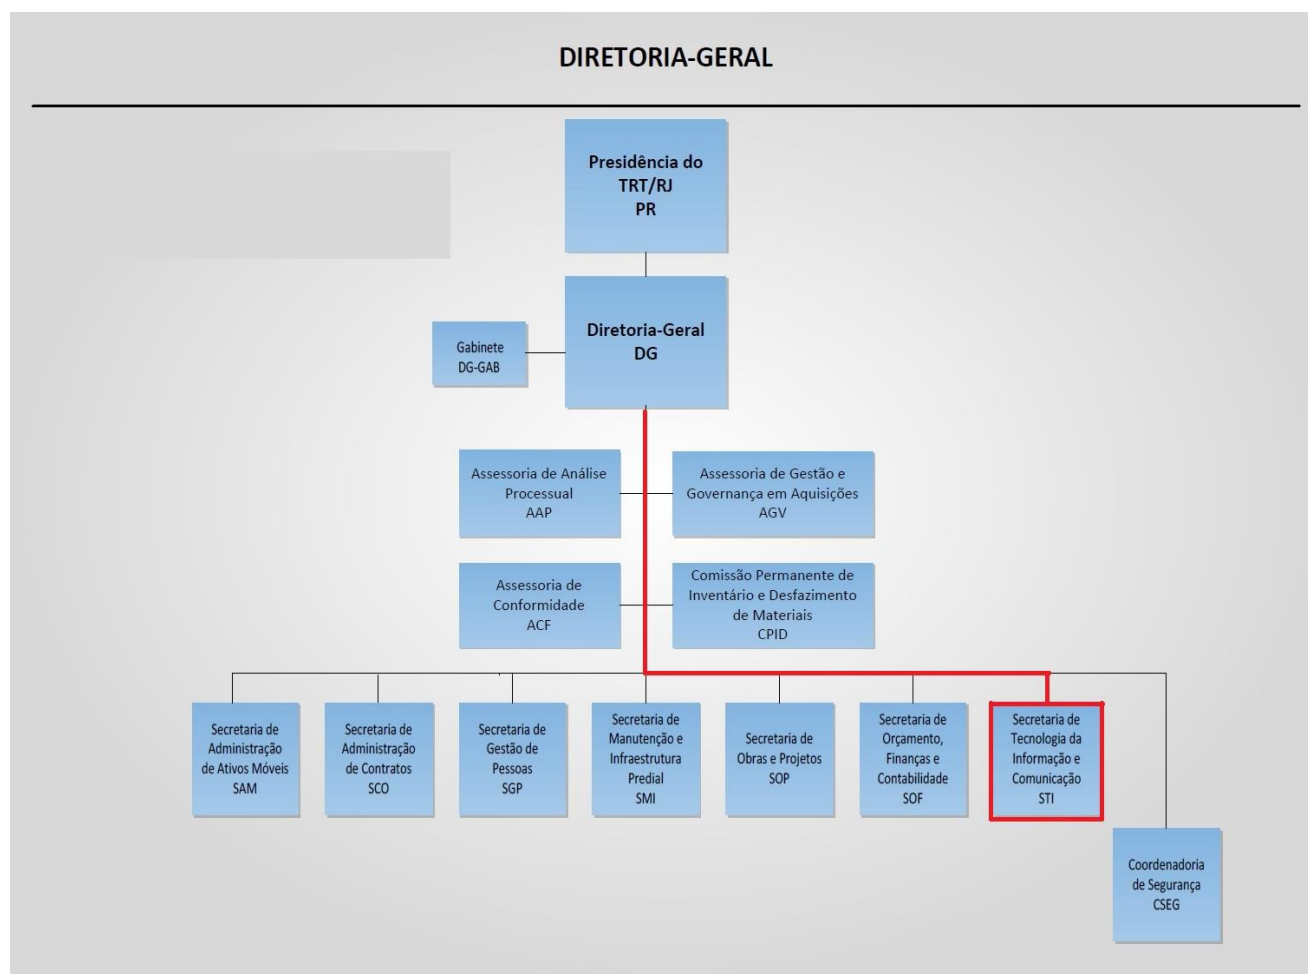 DIRETORIA-GERAL
Presidência do
TRT/RJ
PR
Diretoria-Geral
DG
Gabinete
DG-GAB
Assessoria de Análise
Processual
AAP
Assessoria de Gestão e
Governança em Aquisições
AGV
Assessoria de
Conformidade
ACF
Comissão Permanente de
Inventário e Desfazimento
de Materiais
CPID
Secretaria de
Administração
de Ativos Móveis
SAM
Secretaria de
Administração
de Contratos
SCO
Secretaria de
Gestão de
Pessoas
SGP
Secretaria de
Manutenção e
Infraestrutura
Predial
SMI
Secretaria de
Obras e Projetos
SOP
Secretaria de
Orçamento,
Finanças e
Contabilidade
SOF
Secretaria de
Tecnologia da
Informação e
Comunicação
STI
Coordenadoria
de Segurança
CSEG